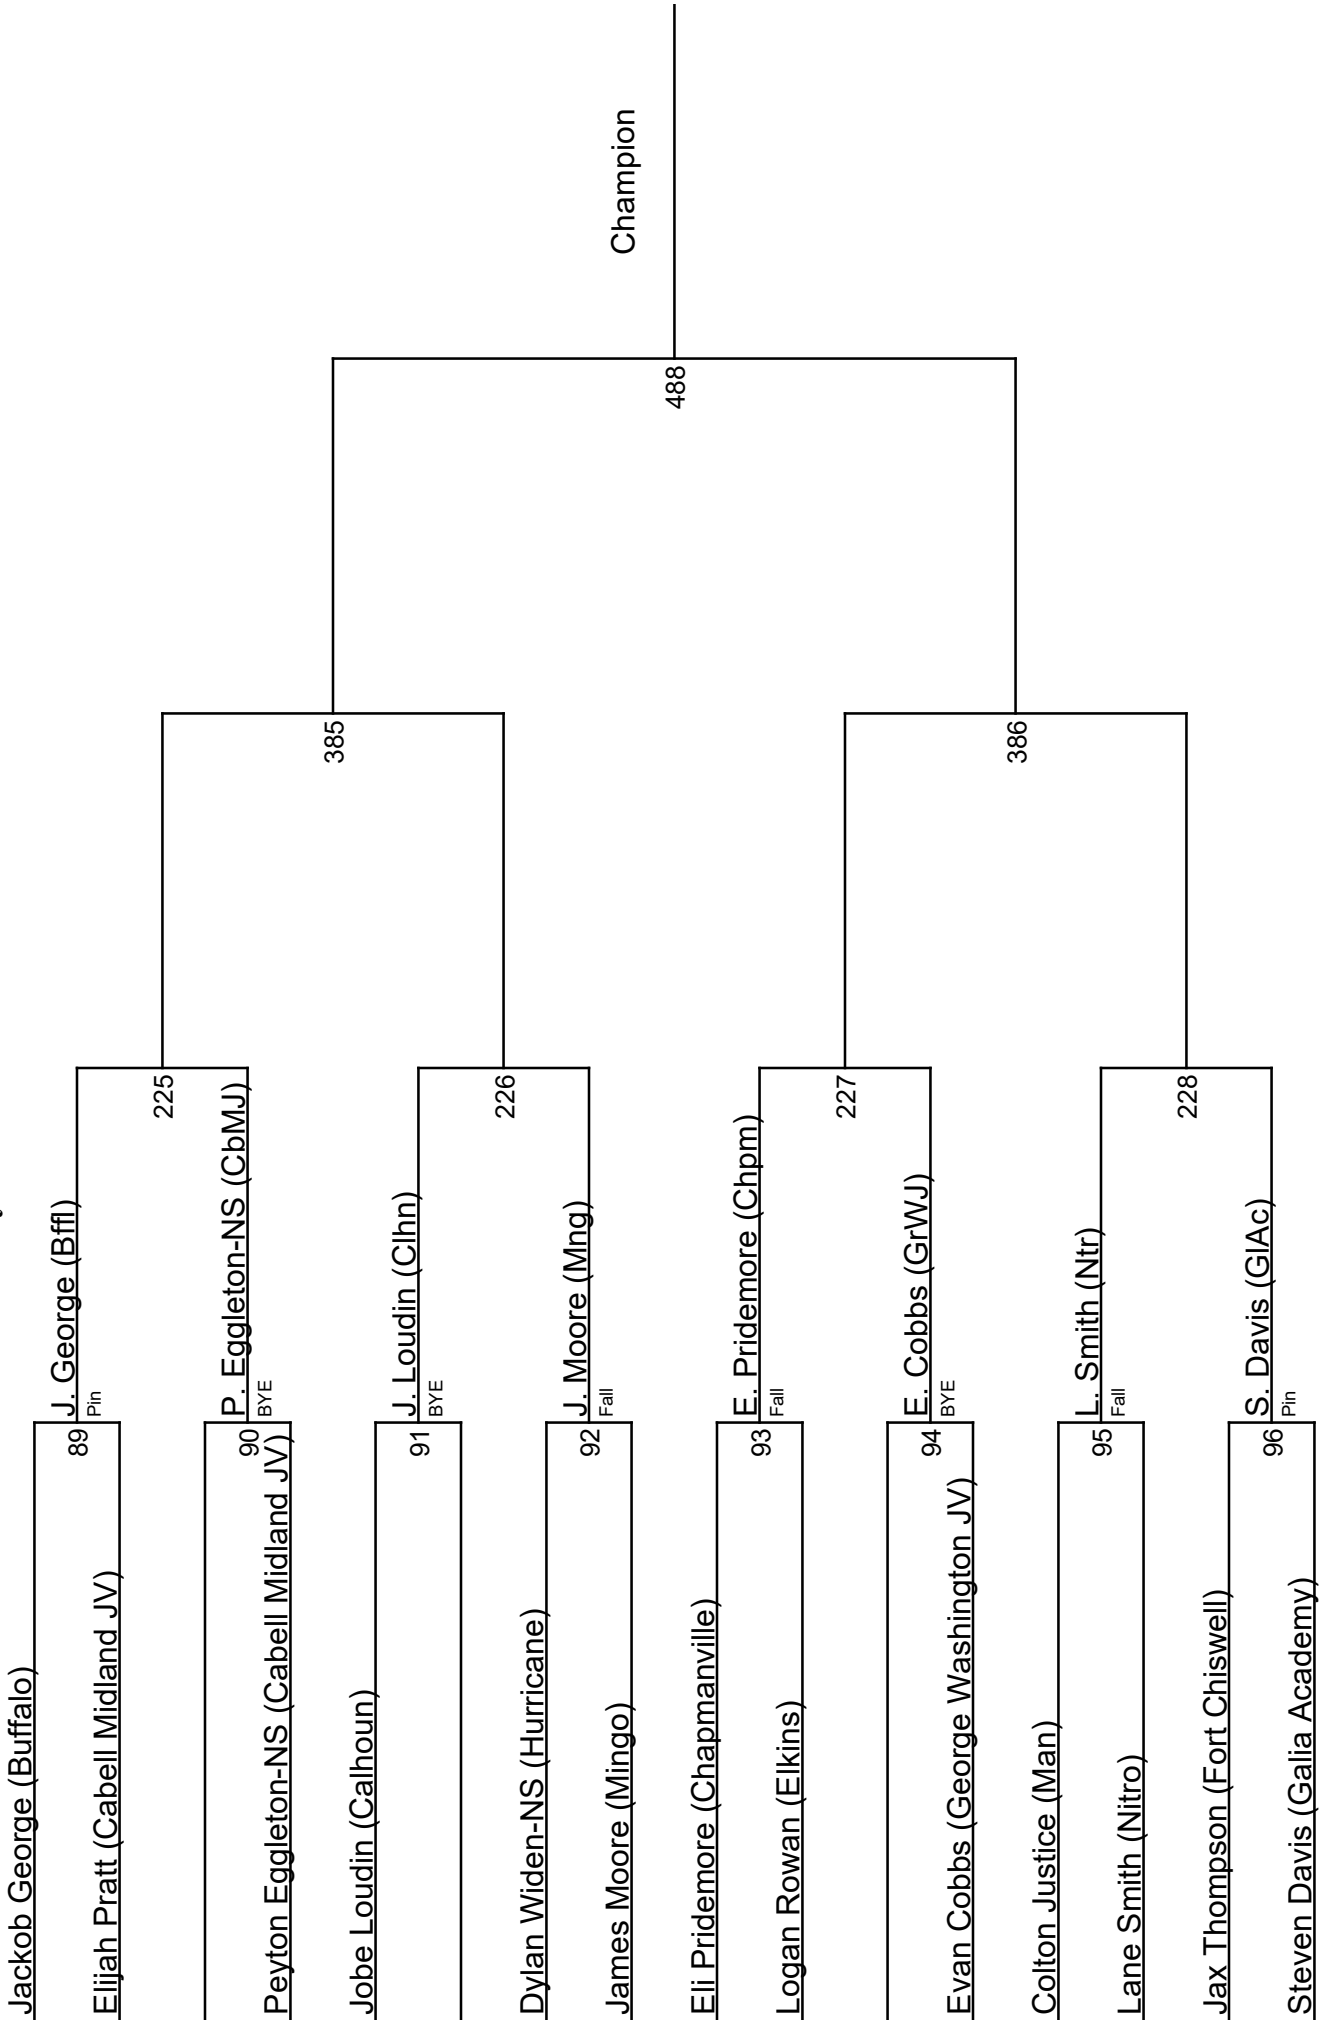 Jackob George (Buffalo)
89
Elijah Pratt (Cabell Midland JV)
J. George (Bffl)
Pin
225
90
Peyton Eggleton-NS (Cabell Midland JV)
P. Eggleton-NS (CbMJ)
BYE
385
Jobe Loudin (Calhoun)
91
J. Loudin (Clhn)
BYE
226
Dylan Widen-NS (Hurricane)
92
James Moore (Mingo)
J. Moore (Mng)
Fall
488
Champion
Eli Pridemore (Chapmanville)
93
Logan Rowan (Elkins)
E. Pridemore (Chpm)
Fall
227
94
Evan Cobbs (George Washington JV)
E. Cobbs (GrWJ)
BYE
386
Colton Justice (Man)
95
Lane Smith (Nitro)
L. Smith (Ntr)
Fall
228
Jax Thompson (Fort Chiswell)
96
Steven Davis (Galia Academy)
S. Davis (GlAc)
Pin